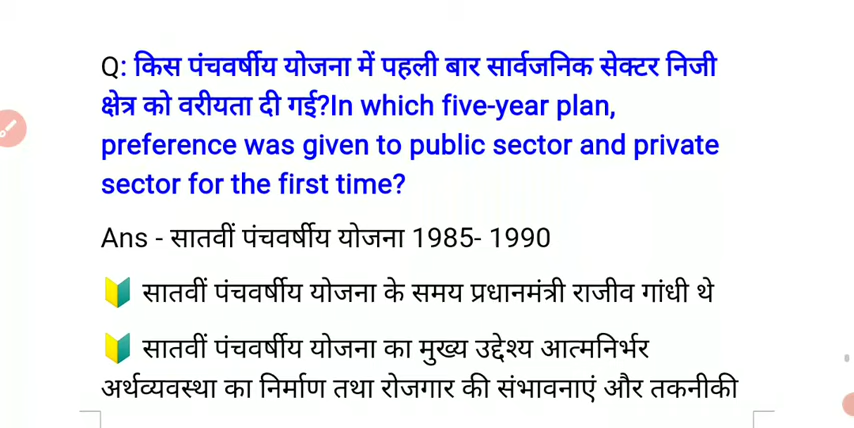 Q: किस पंचवर्षीय योजना में पहली बार सार्वजनिक सेक्टर निजी
क्षेत्र को वरीयता दी गई?In which five-year plan,
preference was given to public sector and private
sector for the first time?
Ans - सातवीं पंचवर्षीय योजना 1985- 1990
🔰 सातवीं पंचवर्षीय योजना के समय प्रधानमंत्री राजीव गांधी थे
🔰 सातवीं पंचवर्षीय योजना का मुख्य उद्देश्य आत्मनिर्भर
अर्थव्यवस्था का निर्माण तथा रोजगार की संभावनाएं और तकनीकी